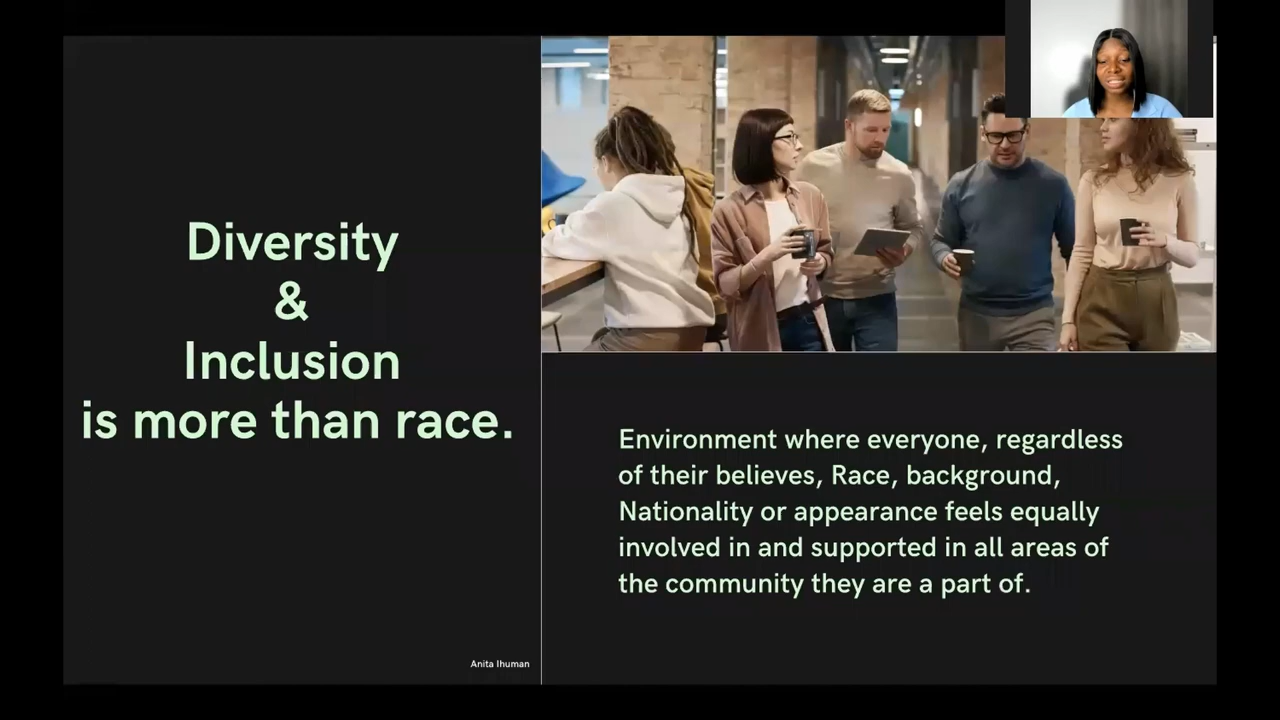 Diversity
&
Inclusion
is more than race.
Environment where everyone, regardless
of their believes, Race, background,
Nationality or appearance feels equally
involved in and supported in all areas of
the community they are a part of.
Anita Ihuman